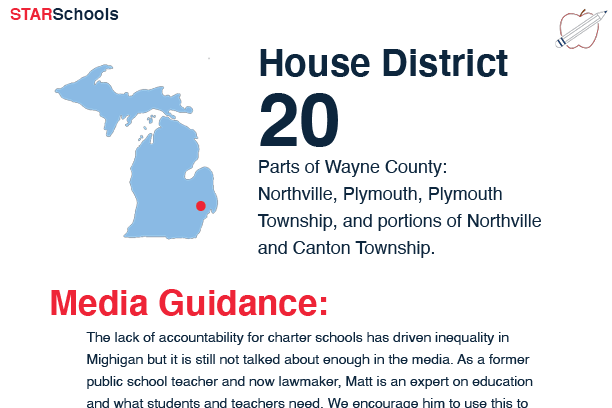 STARSchools
House District
20
Parts of Wayne County:
Northville, Plymouth, Plymouth
Township, and portions of Northville
and Canton Township.
Media Guidance:
The lack of accountability for charter schools has driven inequality in
Mighigan but it is still not talked about enough in the media. As a former
public school teacher and now lawmaker, Matt is an expert on education
and what students and teachers need. We encourage him to use this to